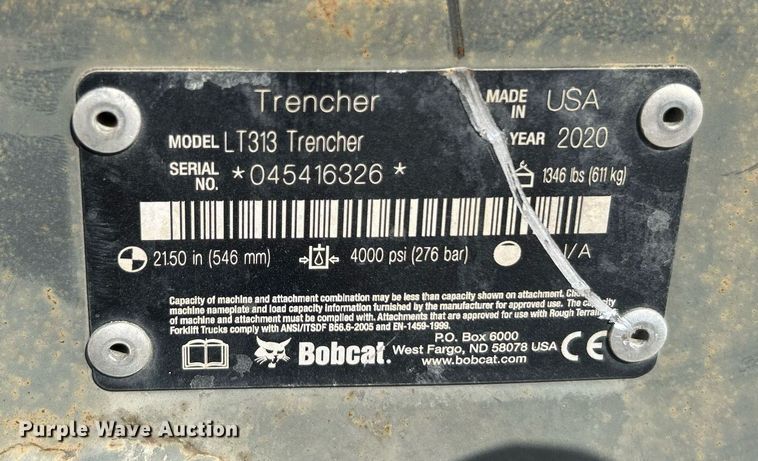 Trencher
MADE IN USA
MODEL LT313 Trencher
YEAR 2020
SERIAL NO. *045416326*
1346 lbs (611 kg)
21.50 in (546 mm) 4000 psi (276 bar) /A
Capacity of machine and attachment combination may be less than capacity shown on attachment.
machine nameplate and load capacity information furnished by the manufacturer for approved use. The capacity
of machine and attachment must be complied with. Attachments that are approved for use with Rough Terrain
Forklift Trucks comply with ANSI/ITSDF B56.6-2005 and EN-1459-1999.
Bobcat.
P.O. Box 6000
West Fargo, ND 58078 USA
www.bobcat.com
CE
Purple Wave Auction